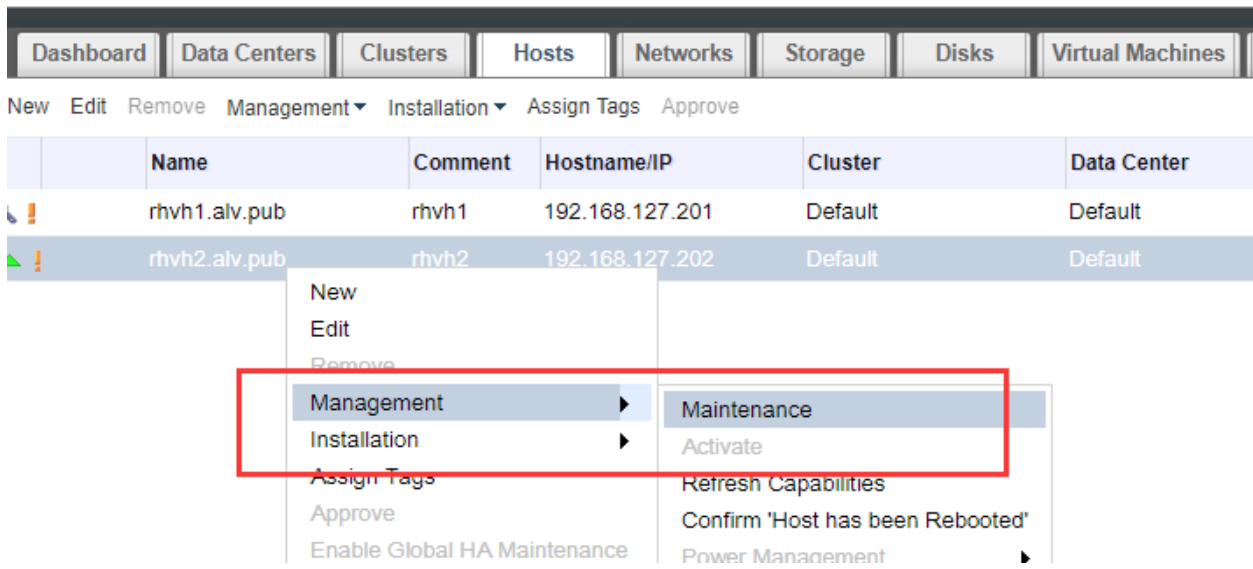 Dashboard Data Centers Clusters Hosts Networks Storage Disks Virtual Machines
New Edit Remove Management Installation Assign Tags Approve
Name Comment Hostname/IP Cluster Data Center
rhvh1.alv.pub rhvh1 192.168.127.201 Default Default
rhvh2.alv.pub rhvh2 192.168.127.202 Default Default
New
Edit
Remove
Management Maintenance
Installation Activate
Assign Tags Refresh Capabilities
Approve Confirm 'Host has been Rebooted'
Enable Global HA Maintenance Power Management